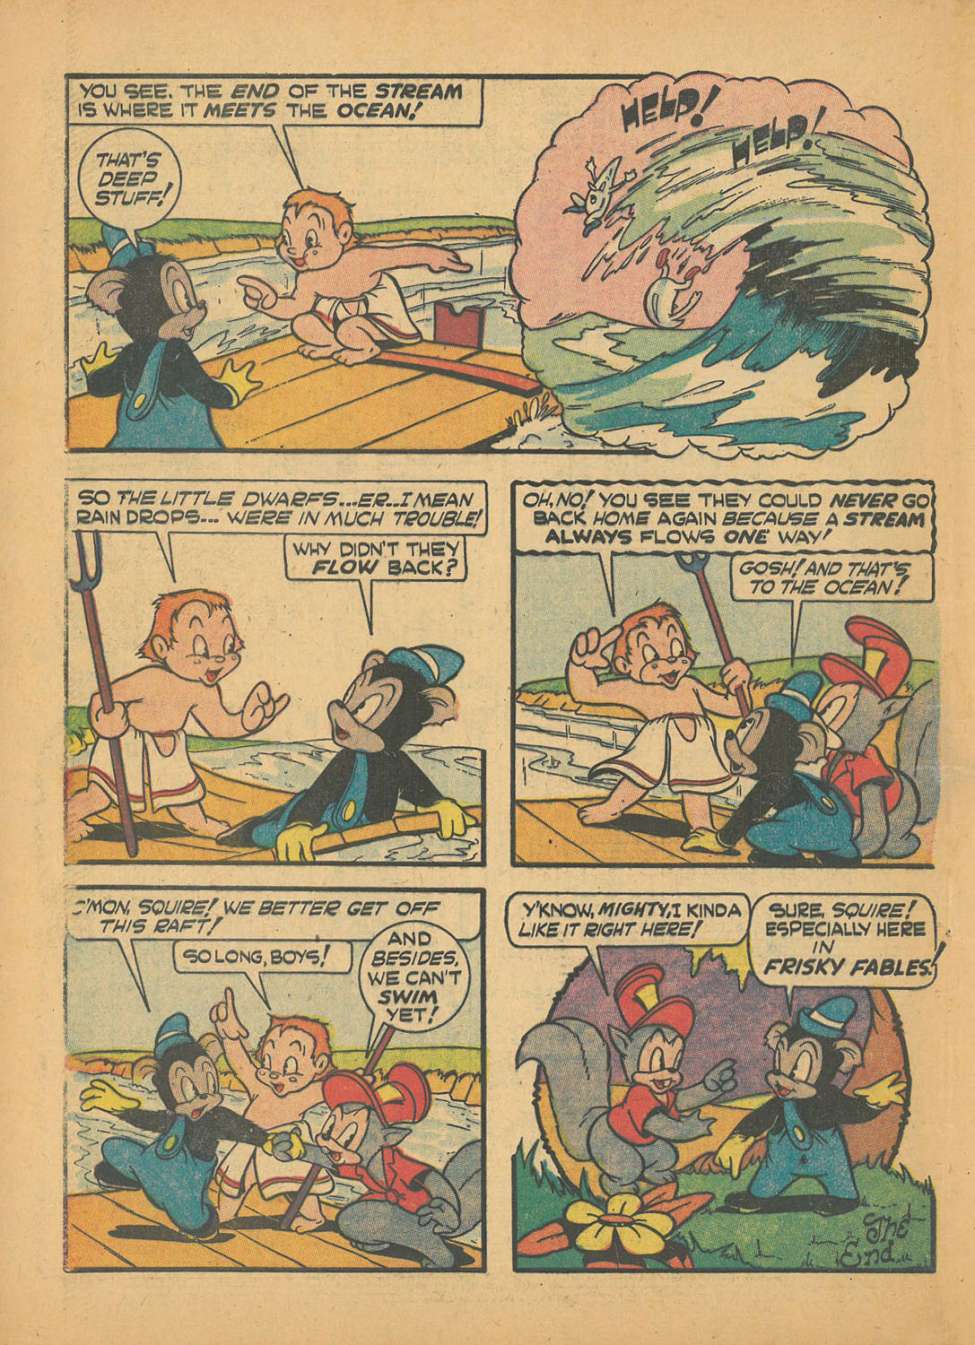 YOU SEE, THE END OF THE STREAM
IS WHERE IT MEETS THE OCEAN!
THAT'S
DEEP
STUFF!
HELP!
HELP!
SO THE LITTLE DWARFS...ER..I MEAN
RAIN DROPS... WERE IN MUCH TROUBLE!
WHY DIDN'T THEY
FLOW BACK?
OH, NO! YOU SEE THEY COULD NEVER GO
BACK HOME AGAIN BECAUSE A STREAM
ALWAYS FLOWS ONE WAY!
GOSH! AND THAT'S
TO THE OCEAN!
C'MON, SQUIRE! WE BETTER GET OFF
THIS RAFT!
SO LONG, BOYS!
AND
BESIDES,
WE CAN'T
SWIM
YET!
Y'KNOW, MIGHTY, I KINDA
LIKE IT RIGHT HERE!
SURE, SQUIRE!
ESPECIALLY HERE
IN
FRISKY FABLES!
The
End